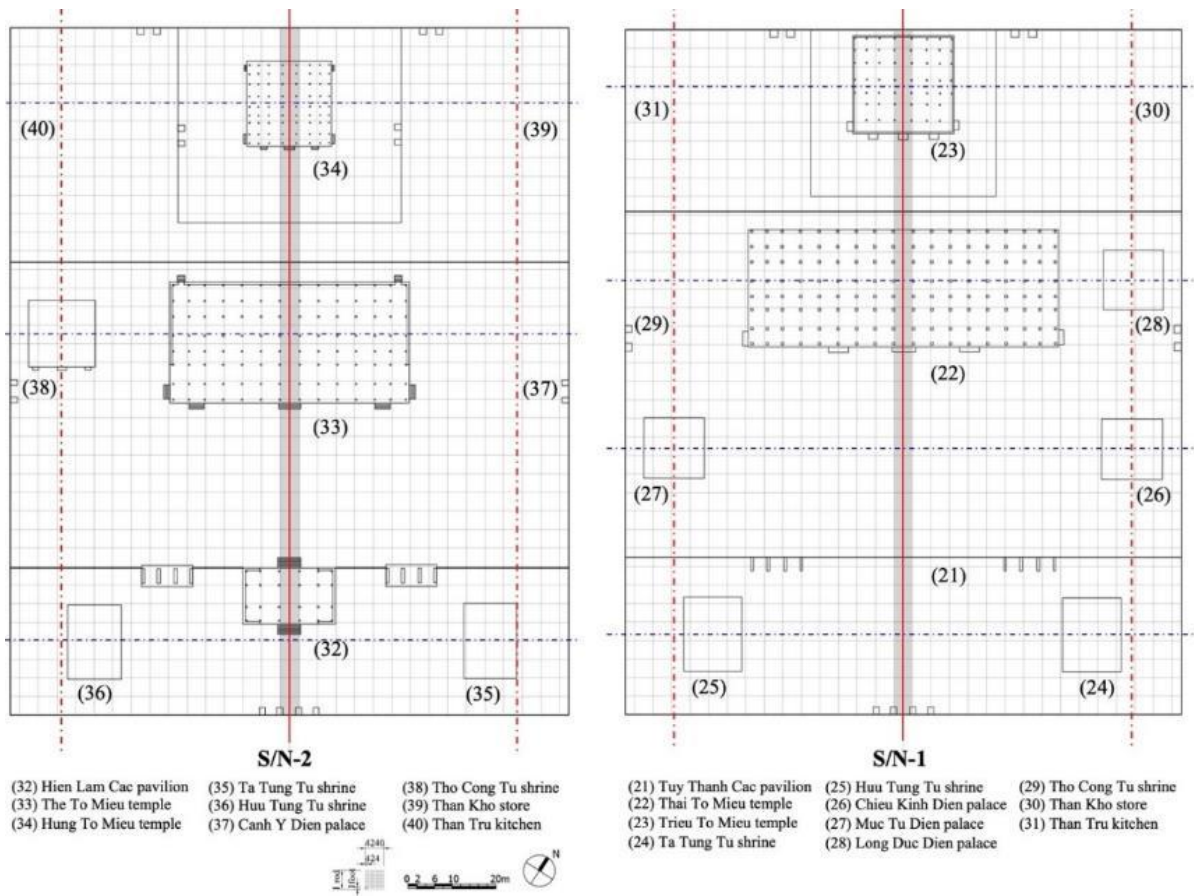 (40)
(39)
(34)
(38)
(37)
(33)
(32)
(36)
(35)
S/N-2
(32) Hien Lam Cac pavilion (35) Ta Tung Tu shrine (38) Tho Cong Tu shrine
(33) The To Mieu temple (36) Huu Tung Tu shrine (39) Than Kho store
(34) Hung To Mieu temple (37) Canh Y Dien palace (40) Than Tru kitchen
(31)
(30)
(23)
(29)
(28)
(22)
(27)
(26)
(21)
(25)
(24)
S/N-1
(21) Tuy Thanh Cac pavilion (25) Huu Tung Tu shrine (29) Tho Cong Tu shrine
(22) Thai To Mieu temple (26) Chieu Kinh Dien palace (30) Than Kho store
(23) Trieu To Mieu temple (27) Muc Tu Dien palace (31) Than Tru kitchen
(24) Ta Tung Tu shrine (28) Long Duc Dien palace
4240
424
0 2 6 10 20m
N